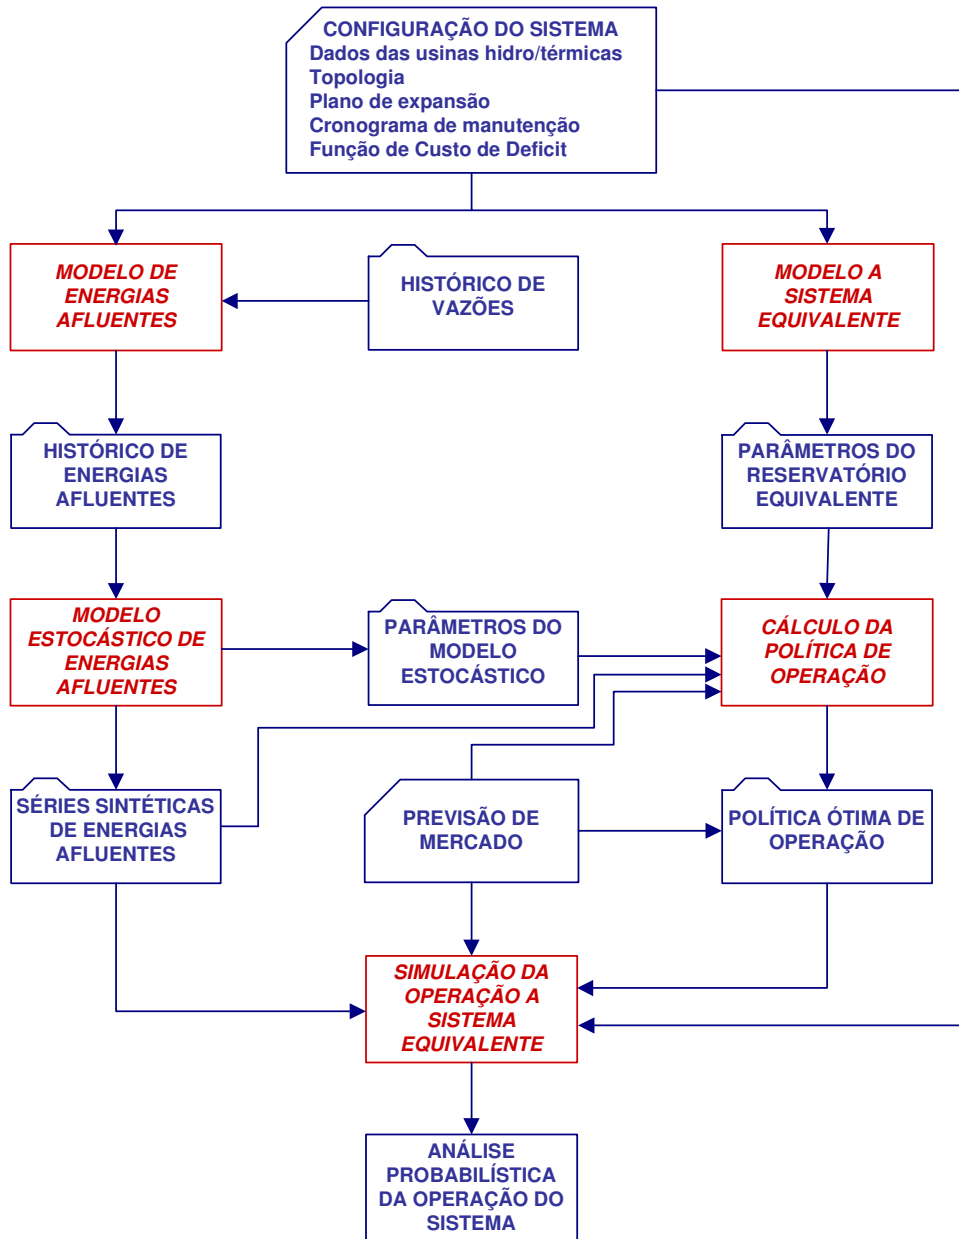 CONFIGURAÇÃO DO SISTEMA
Dados das usinas hidro/térmicas
Topologia
Plano de expansão
Cronograma de manutenção
Função de Custo de Deficit
MODELO DE
ENERGIAS
AFLUENTES
HISTÓRICO DE
VAZÕES
MODELO A
SISTEMA
EQUIVALENTE
HISTÓRICO DE
ENERGIAS
AFLUENTES
PARÂMETROS DO
RESERVATÓRIO
EQUIVALENTE
MODELO
ESTOCÁSTICO DE
ENERGIAS
AFLUENTES
PARÂMETROS DO
MODELO
ESTOCÁSTICO
CÁLCULO DA
POLÍTICA DE
OPERAÇÃO
SÉRIES SINTÉTICAS
DE ENERGIAS
AFLUENTES
PREVISÃO DE
MERCADO
POLÍTICA ÓTIMA DE
OPERAÇÃO
SIMULAÇÃO DA
OPERAÇÃO A
SISTEMA
EQUIVALENTE
ANÁLISE
PROBABILÍSTICA
DA OPERAÇÃO DO
SISTEMA